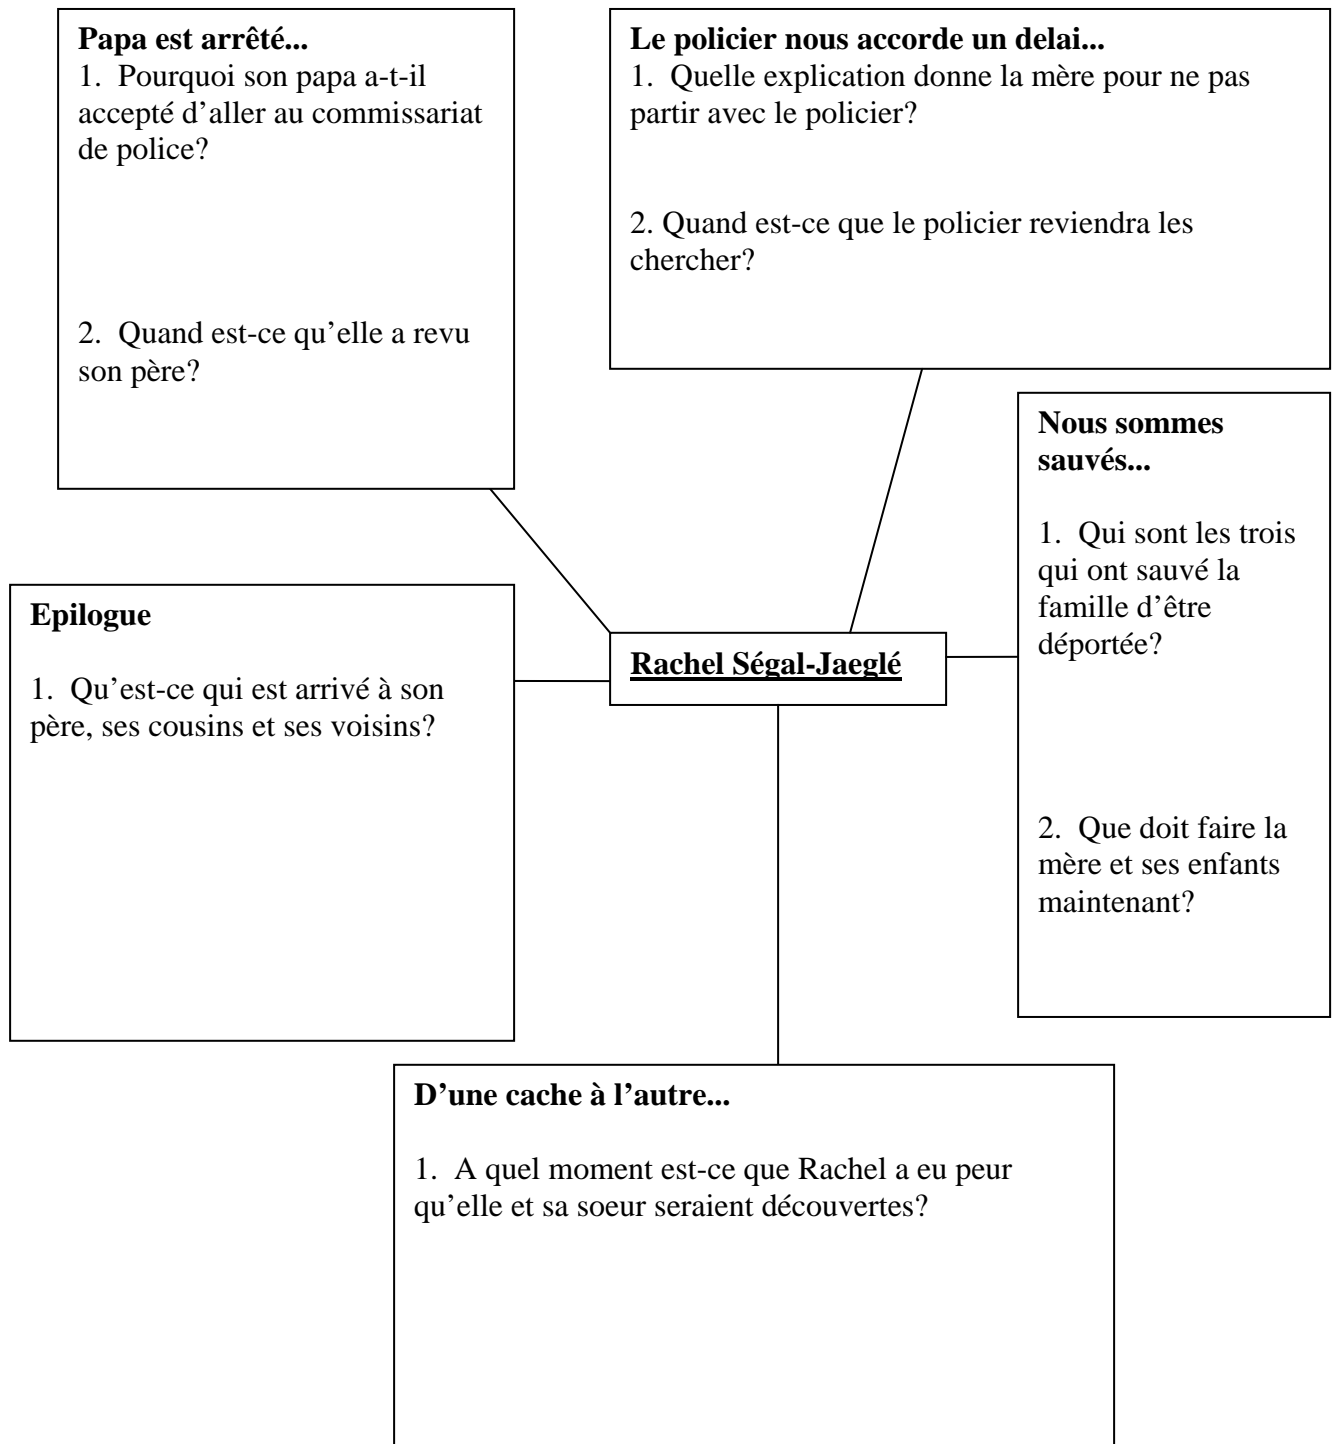 Papa est arrêté...
1.  Pourquoi son papa a-t-il
accepté d’aller au commissariat
de police?
2.  Quand est-ce qu’elle a revu
son père?
Le policier nous accorde un delai...
1.  Quelle explication donne la mère pour ne pas
partir avec le policier?
2. Quand est-ce que le policier reviendra les
chercher?
Nous sommes
sauvés...
1.  Qui sont les trois
qui ont sauvé la
famille d’être
déportée?
2.  Que doit faire la
mère et ses enfants
maintenant?
Epilogue
1.  Qu’est-ce qui est arrivé à son
père, ses cousins et ses voisins?
Rachel Ségal-Jaeglé
D’une cache à l’autre...
1.  A quel moment est-ce que Rachel a eu peur
qu’elle et sa soeur seraient découvertes?